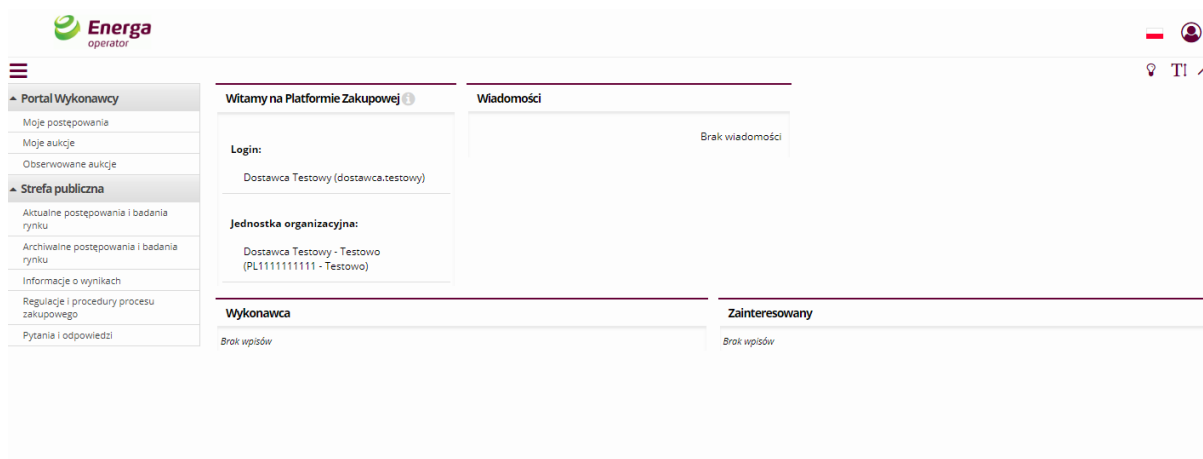 Energa
operator
TI
Portal Wykonawcy
Moje postępowania
Moje aukcje
Obserwowane aukcje
Strefa publiczna
Aktualne postępowania i badania
rynku
Archiwalne postępowania i badania
rynku
Informacje o wynikach
Regulacje i procedury procesu
zakupowego
Pytania i odpowiedzi
Witamy na Platformie Zakupowej
Login:
Dostawca Testowy (dostawca.testowy)
Jednostka organizacyjna:
Dostawca Testowy - Testowo
(PL1111111111 - Testowo)
Wiadomości
Brak wiadomości
Wykonawca
Brak wpisów
Zainteresowany
Brak wpisów